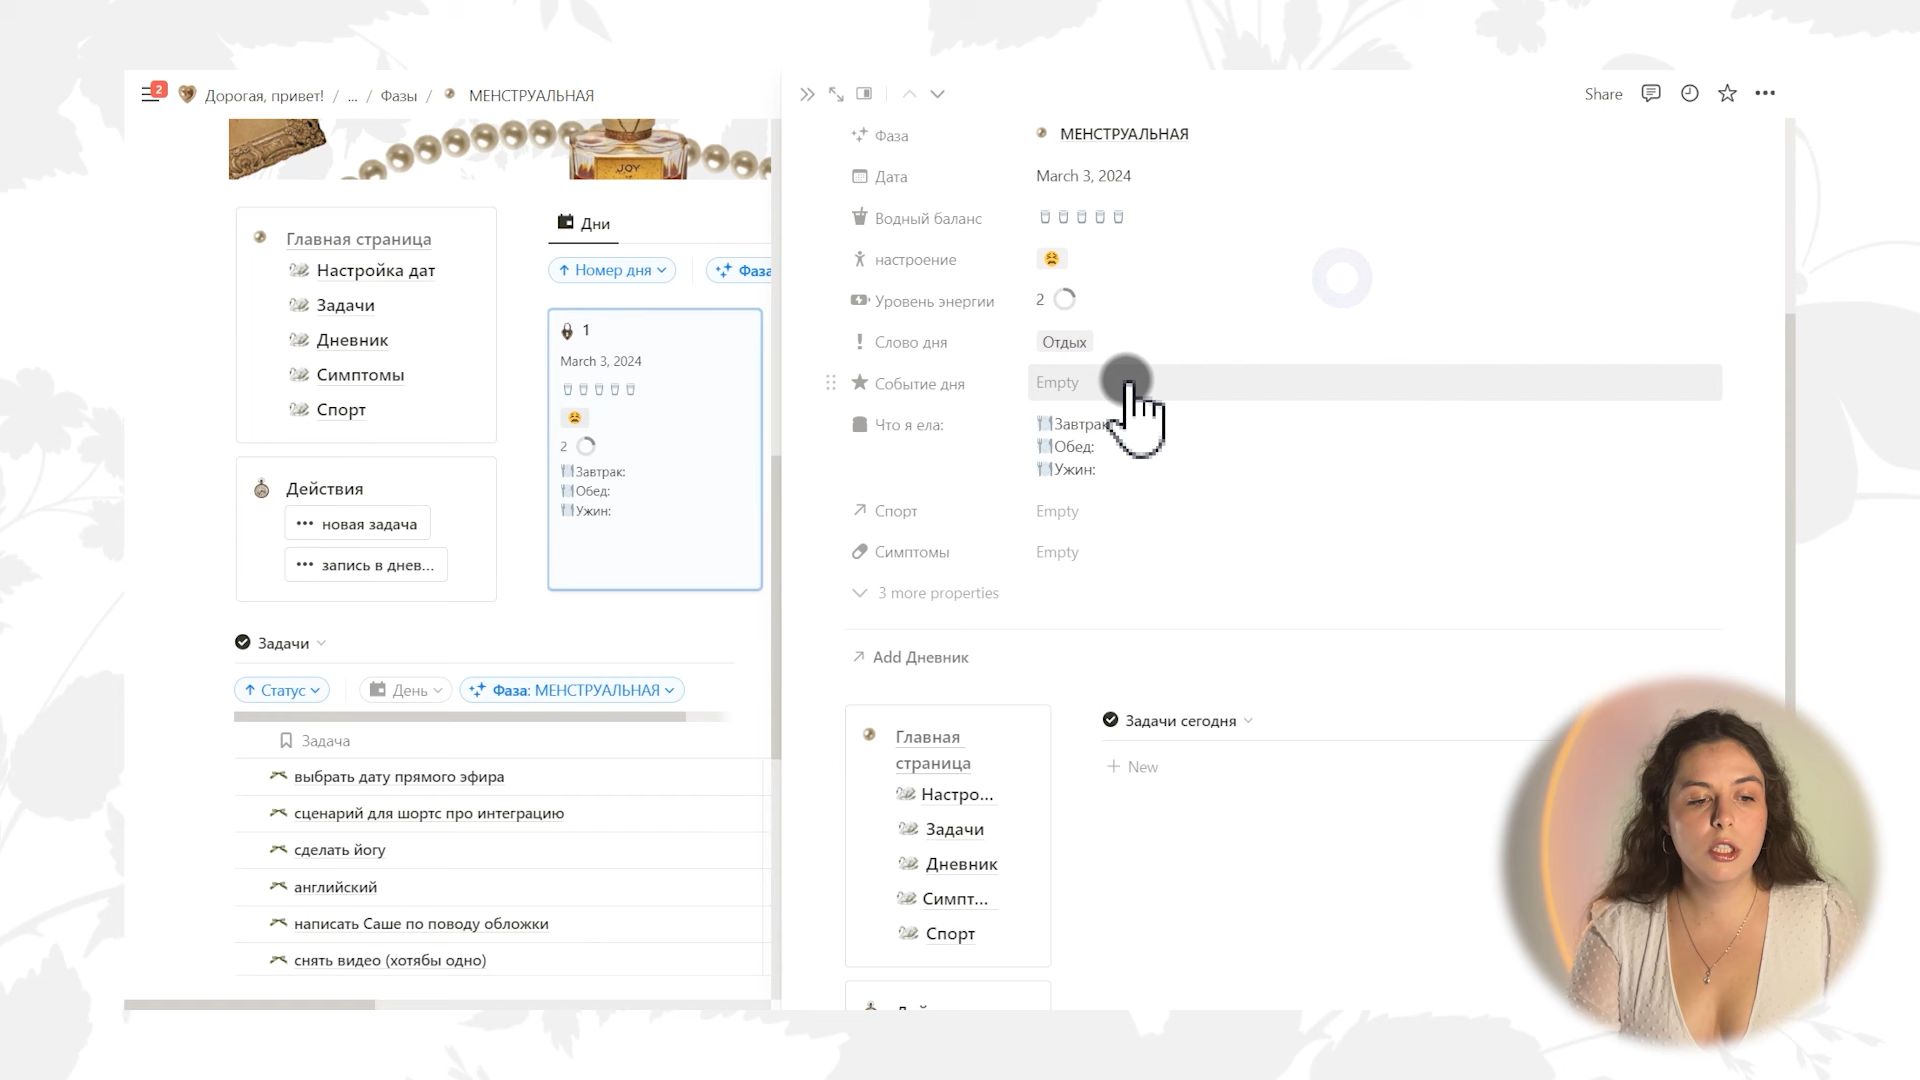 2
Дорогая, привет! / ... / Фазы / МЕНСТРУАЛЬНАЯ
JOY
Главная страница
Настройка дат
Задачи
Дневник
Симптомы
Спорт
Действия
новая задача
запись в днев...
Дни
Номер дня
Фаза
1
March 3, 2024
2
Завтрак:
Обед:
Ужин:
Задачи
Статус
День
Фаза: МЕНСТРУАЛЬНАЯ
Задача
выбрать дату прямого эфира
сценарий для шортс про интеграцию
сделать йогу
английский
написать Саше по поводу обложки
снять видео (хотябы одно)
Share
Фаза МЕНСТРУАЛЬНАЯ
Дата March 3, 2024
Водный баланс
настроение
Уровень энергии 2
Слово дня Отдых
Событие дня Empty
Что я ела: Завтрак
Обед:
Ужин:
Спорт Empty
Симптомы Empty
3 more properties
Add Дневник
Главная
страница
Настро...
Задачи
Дневник
Симпт...
Спорт
Задачи сегодня
New